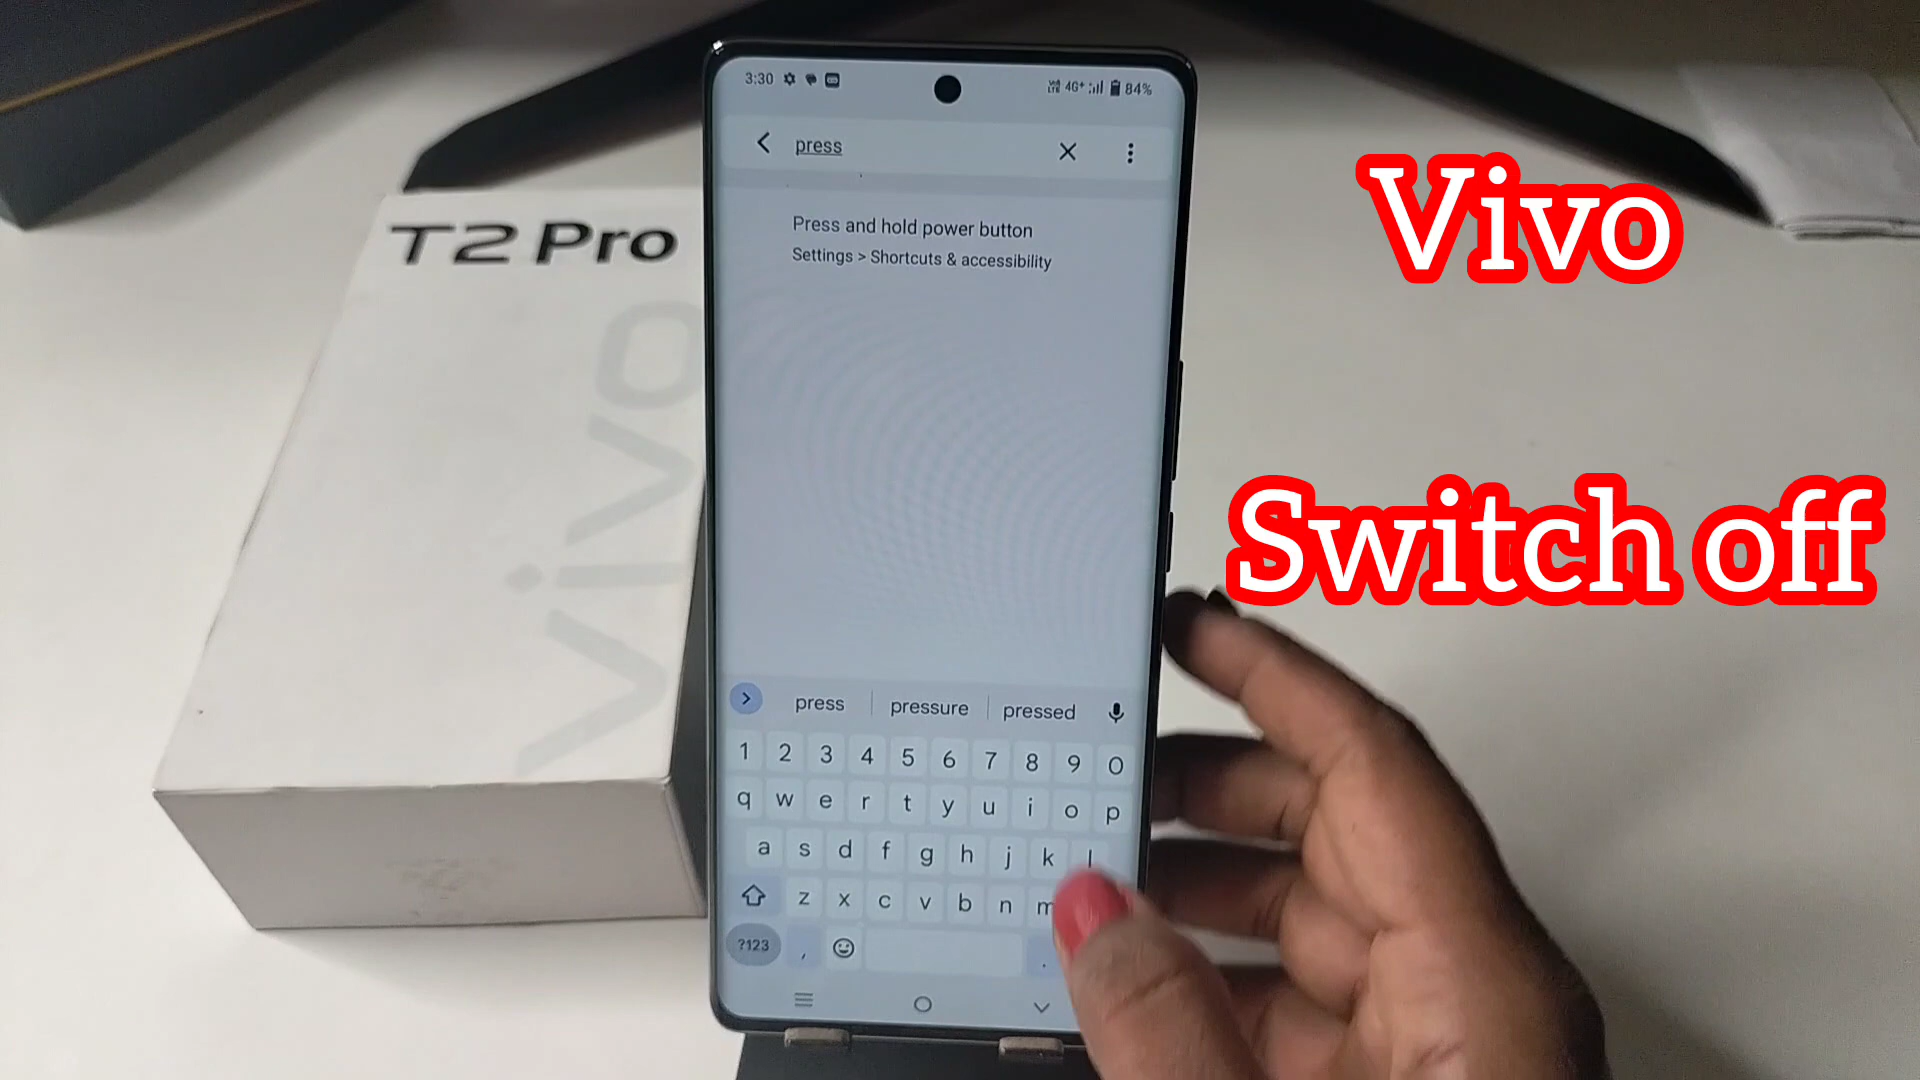 3:30 4G+ 84%
press
Press and hold power button
Settings > Shortcuts & accessibility
T2 Pro
vivo
Vivo
Switch off
press pressure pressed
1 2 3 4 5 6 7 8 9 0
q w e r t y u i o p
a s d f g h j k l
z x c v b n m
?123 , .